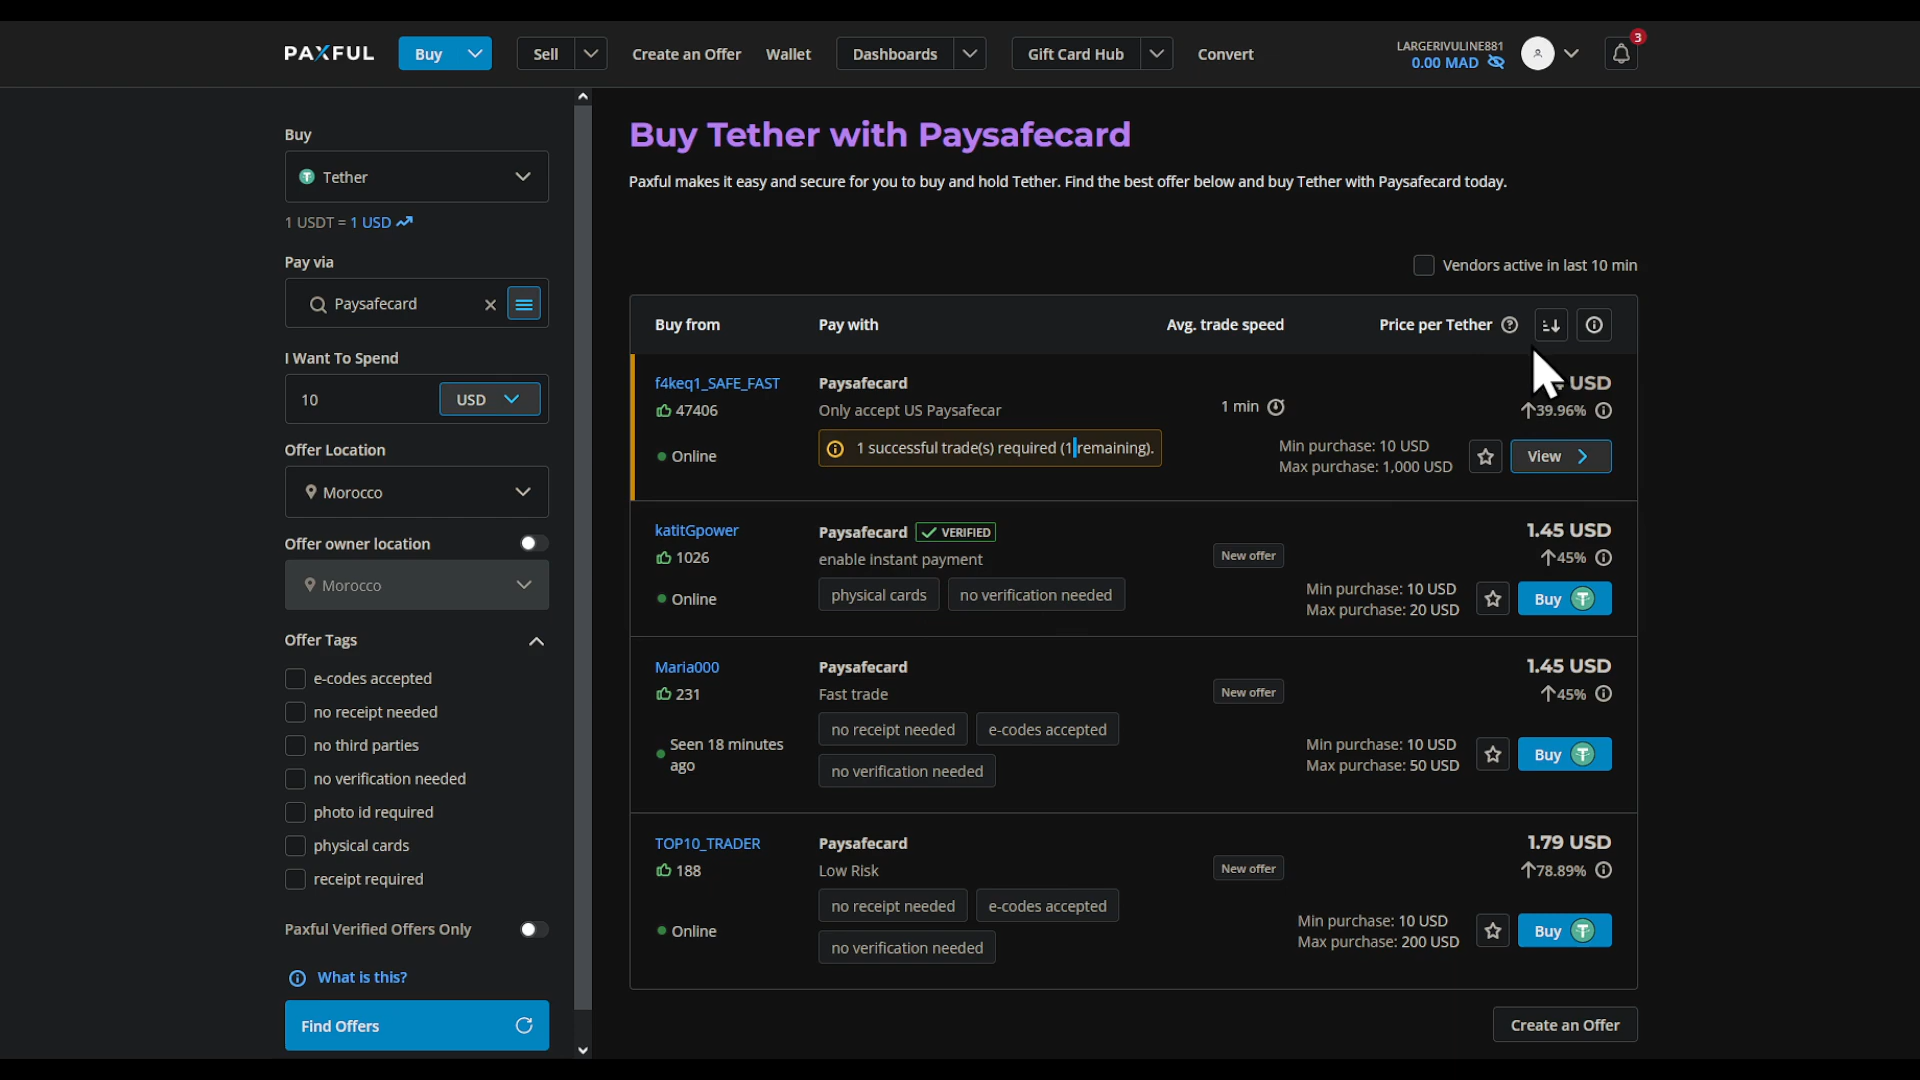 PAXFUL
Buy
Sell
Create an Offer
Wallet
Dashboards
Gift Card Hub
Convert
LARGERIVULINE881
0.00 MAD
3
Buy
Tether
1 USDT = 1 USD
Pay via
Paysafecard
I Want To Spend
10
USD
Offer Location
Morocco
Offer owner location
Morocco
Offer Tags
e-codes accepted
no receipt needed
no third parties
no verification needed
photo id required
physical cards
receipt required
Paxful Verified Offers Only
What is this?
Find Offers
Buy Tether with Paysafecard
Paxful makes it easy and secure for you to buy and hold Tether. Find the best offer below and buy Tether with Paysafecard today.
Vendors active in last 10 min
Buy from
Pay with
Avg. trade speed
Price per Tether
f4keq1_SAFE_FAST
47406
Online
Paysafecard
Only accept US Paysafecar
1 successful trade(s) required (1 remaining).
1 min
USD
39.96%
Min purchase: 10 USD
Max purchase: 1,000 USD
View
katitGpower
1026
Online
Paysafecard VERIFIED
enable instant payment
physical cards
no verification needed
New offer
1.45 USD
45%
Min purchase: 10 USD
Max purchase: 20 USD
Buy
Maria000
231
Seen 18 minutes
ago
Paysafecard
Fast trade
no receipt needed
e-codes accepted
no verification needed
New offer
1.45 USD
45%
Min purchase: 10 USD
Max purchase: 50 USD
Buy
TOP10_TRADER
188
Online
Paysafecard
Low Risk
no receipt needed
e-codes accepted
no verification needed
New offer
1.79 USD
78.89%
Min purchase: 10 USD
Max purchase: 200 USD
Buy
Create an Offer